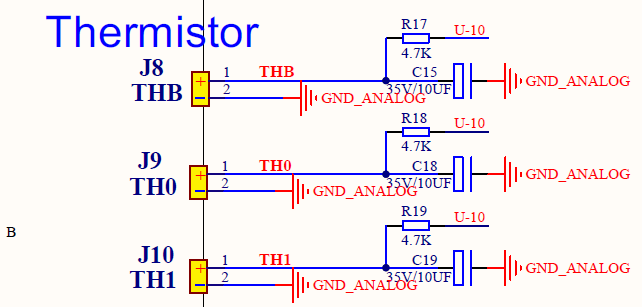 Thermistor
R17 U-10
4.7K
J8 1 THB C15
THB 2 GND_ANALOG 35V/10UF GND_ANALOG
R18 U-10
4.7K
J9 1 TH0 C18
TH0 2 GND_ANALOG 35V/10UF GND_ANALOG
B
R19 U-10
4.7K
J10 1 TH1 C19
TH1 2 GND_ANALOG 35V/10UF GND_ANALOG